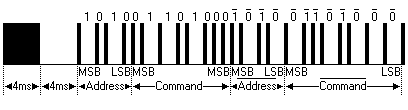 1 0 1 0 0 1 1 0 1 0 0 0 1̅ 0̅ 1̅ 0̅ 0̅ 1̅ 1̅ 0̅ 1̅ 0̅ 0̅ 0̅
MSB LSB MSB MSB MSB LSB MSB LSB
4ms 4ms Address Command Address Command